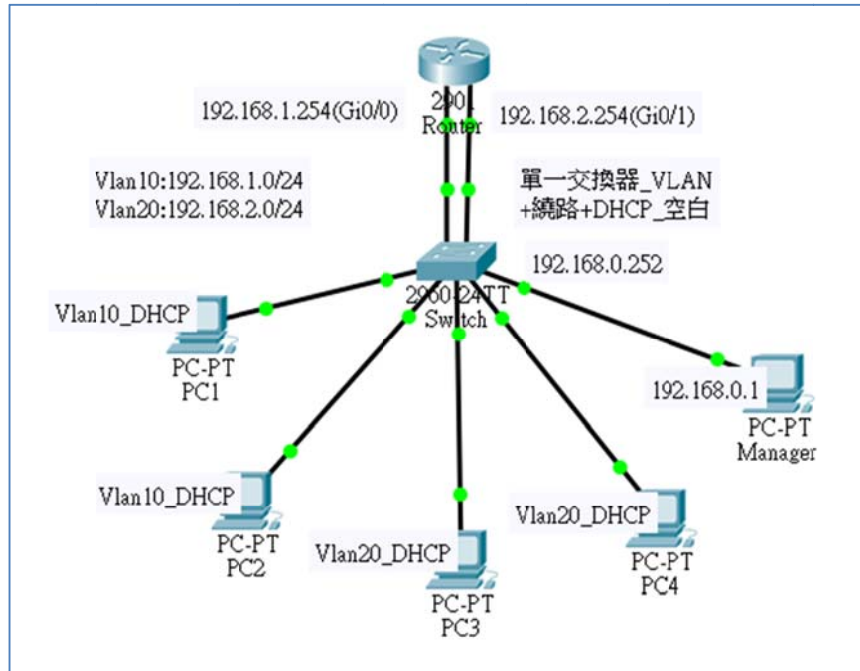 2901
Router
192.168.1.254(Gi0/0)
192.168.2.254(Gi0/1)
Vlan10:192.168.1.0/24
Vlan20:192.168.2.0/24
單一交換器_VLAN
+繞路+DHCP_空白
192.168.0.252
2960-24TT
Switch
Vlan10_DHCP
PC-PT
PC1
192.168.0.1
PC-PT
Manager
Vlan10_DHCP
PC-PT
PC2
Vlan20_DHCP
PC-PT
PC3
Vlan20_DHCP
PC-PT
PC4